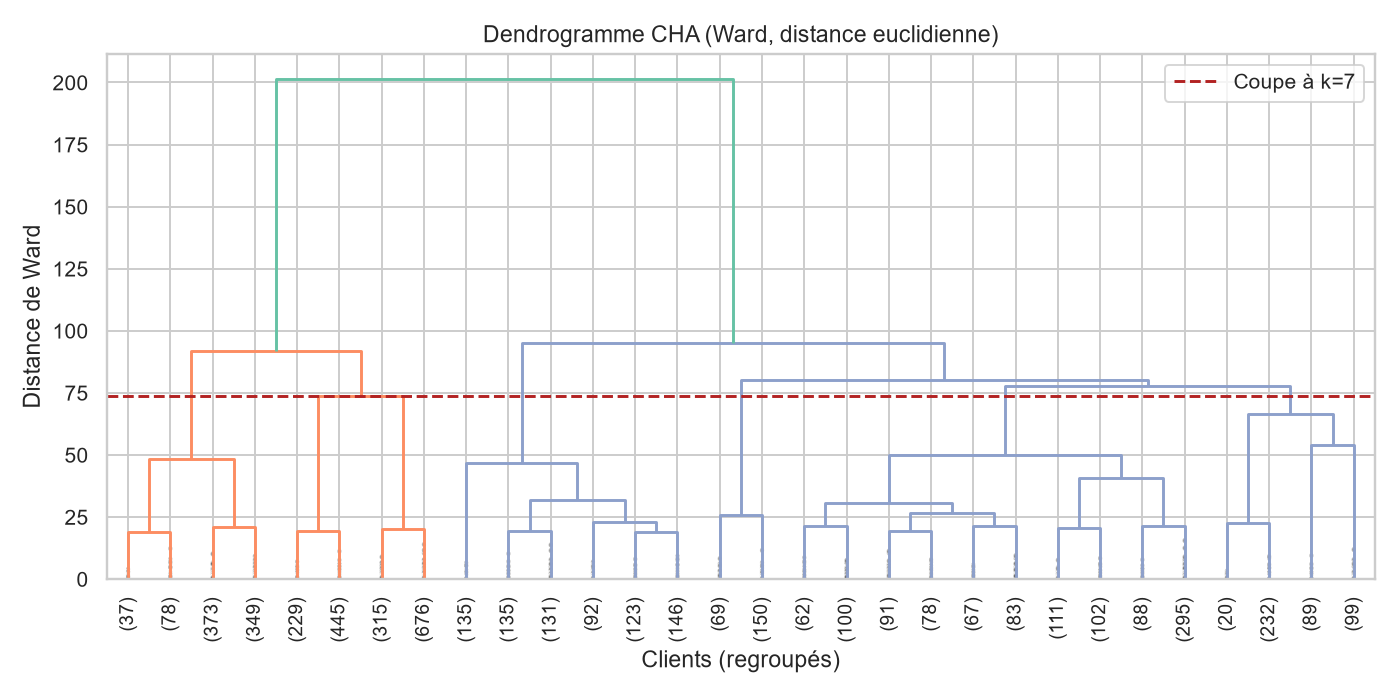 Dendrogramme CHA (Ward, distance euclidienne)
Coupe à k=7
Distance de Ward
200
175
150
125
100
75
50
25
0
(37) (78) (373) (349) (229) (445) (315) (676) (135) (135) (131) (92) (123) (146) (69) (150) (62) (100) (91) (78) (67) (83) (111) (102) (88) (295) (20) (232) (89) (99)
Clients (regroupés)